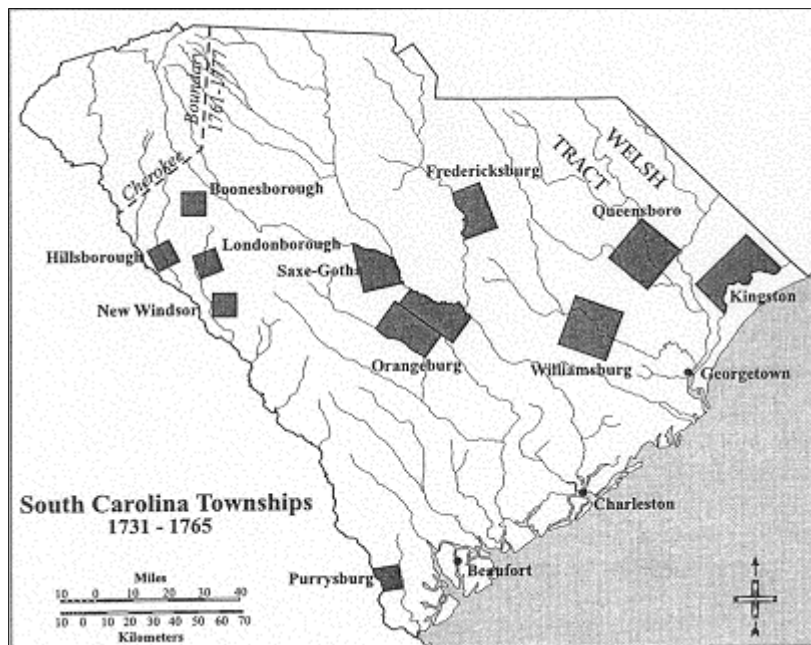 Boundary
1761-1777
Cherokee
Boonesborough
Hillsborough
Londonborough
New Windsor
Saxe-Gotha
Orangeburg
Fredericksburg
TRACT
WELSH
Queensboro
Kingston
Williamsburg
Georgetown
Charleston
Beaufort
Purrysburg
South Carolina Townships
1731 - 1765
Miles
10 0 10 20 30 40
10 0 10 20 30 40 50 60 70
Kilometers